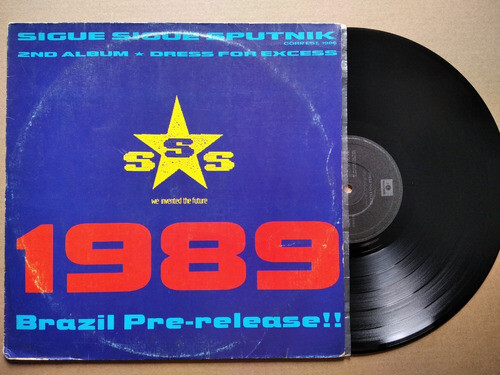 SIGUE SIGUE SPUTNIK
2ND ALBUM ★ DRESS FOR EXCESS
SSS
we invented the future
1989
Brazil Pre-release!!